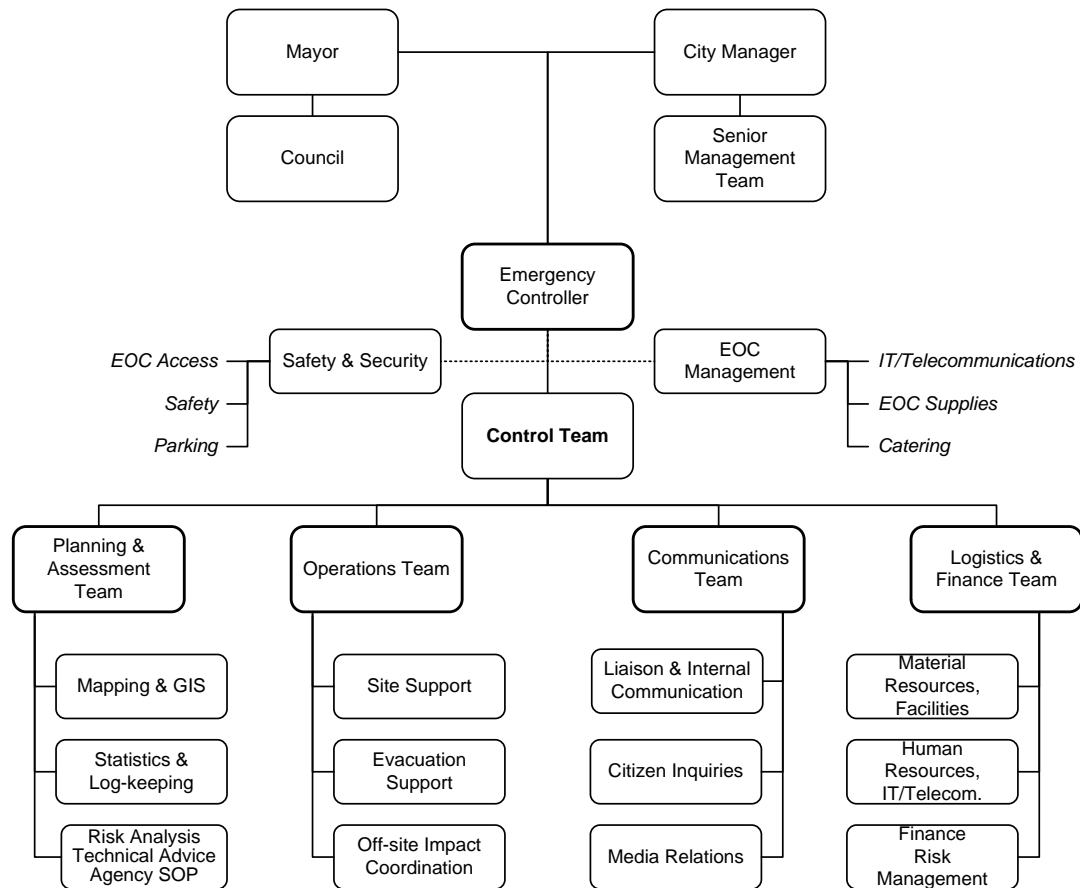 Mayor
City Manager
Council
Senior
Management
Team
Emergency
Controller
EOC Access
Safety & Security
EOC
Management
IT/Telecommunications
Safety
EOC Supplies
Parking
Control Team
Catering
Planning &
Assessment
Team
Operations Team
Communications
Team
Logistics &
Finance Team
Mapping & GIS
Site Support
Liaison & Internal
Communication
Material
Resources,
Facilities
Statistics &
Log-keeping
Evacuation
Support
Citizen Inquiries
Human
Resources,
IT/Telecom.
Risk Analysis
Technical Advice
Agency SOP
Off-site Impact
Coordination
Media Relations
Finance
Risk
Management